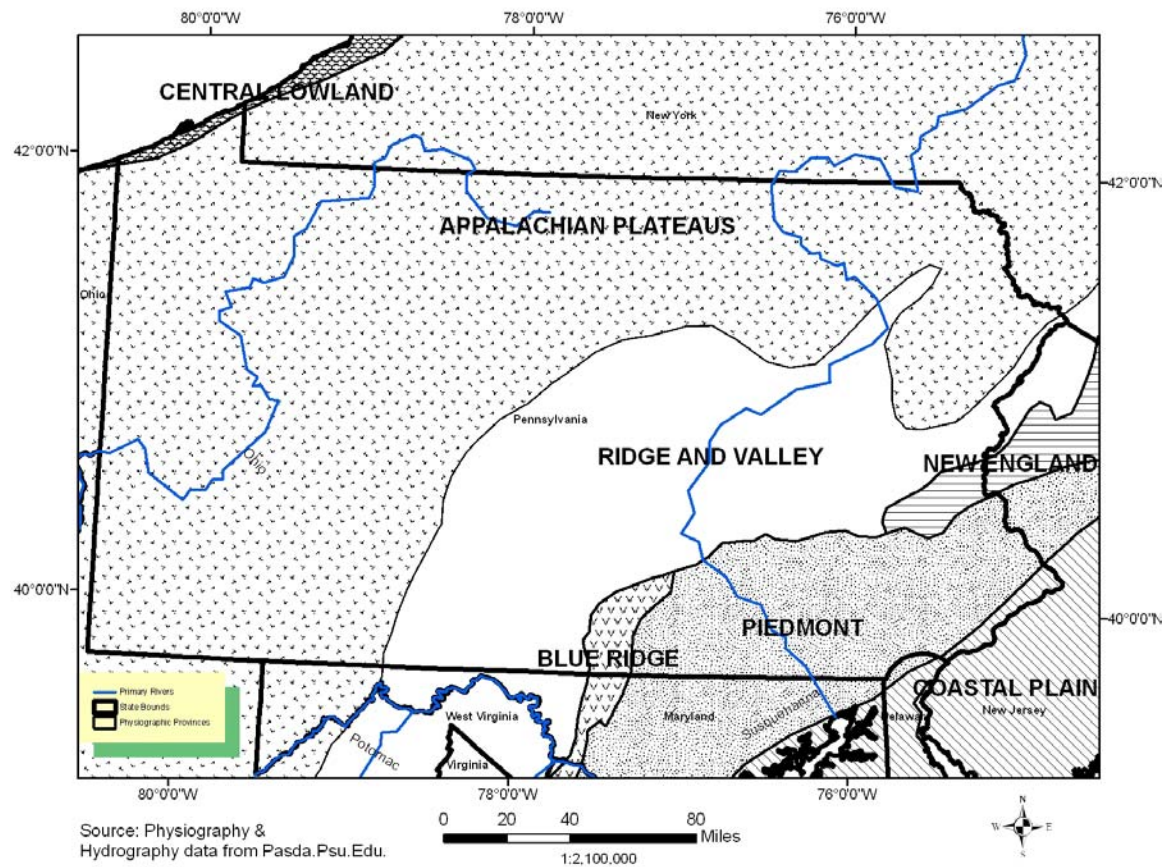 80°0'0"W
78°0'0"W
76°0'0"W
CENTRAL LOWLAND
New York
42°0'0"N
42°0'0"N
APPALACHIAN PLATEAUS
Ohio
Pennsylvania
Ohio
RIDGE AND VALLEY
NEW ENGLAND
40°0'0"N
40°0'0"N
PIEDMONT
BLUE RIDGE
COASTAL PLAIN
Primary Rivers
State Bounds
Physiographic Provinces
West Virginia
Maryland
Susquehanna
New Jersey
Potomac
Virginia
80°0'0"W
78°0'0"W
76°0'0"W
N
W E
S
Source: Physiography &
Hydrography data from Pasda.Psu.Edu.
0 20 40 80
Miles
1:2,100,000